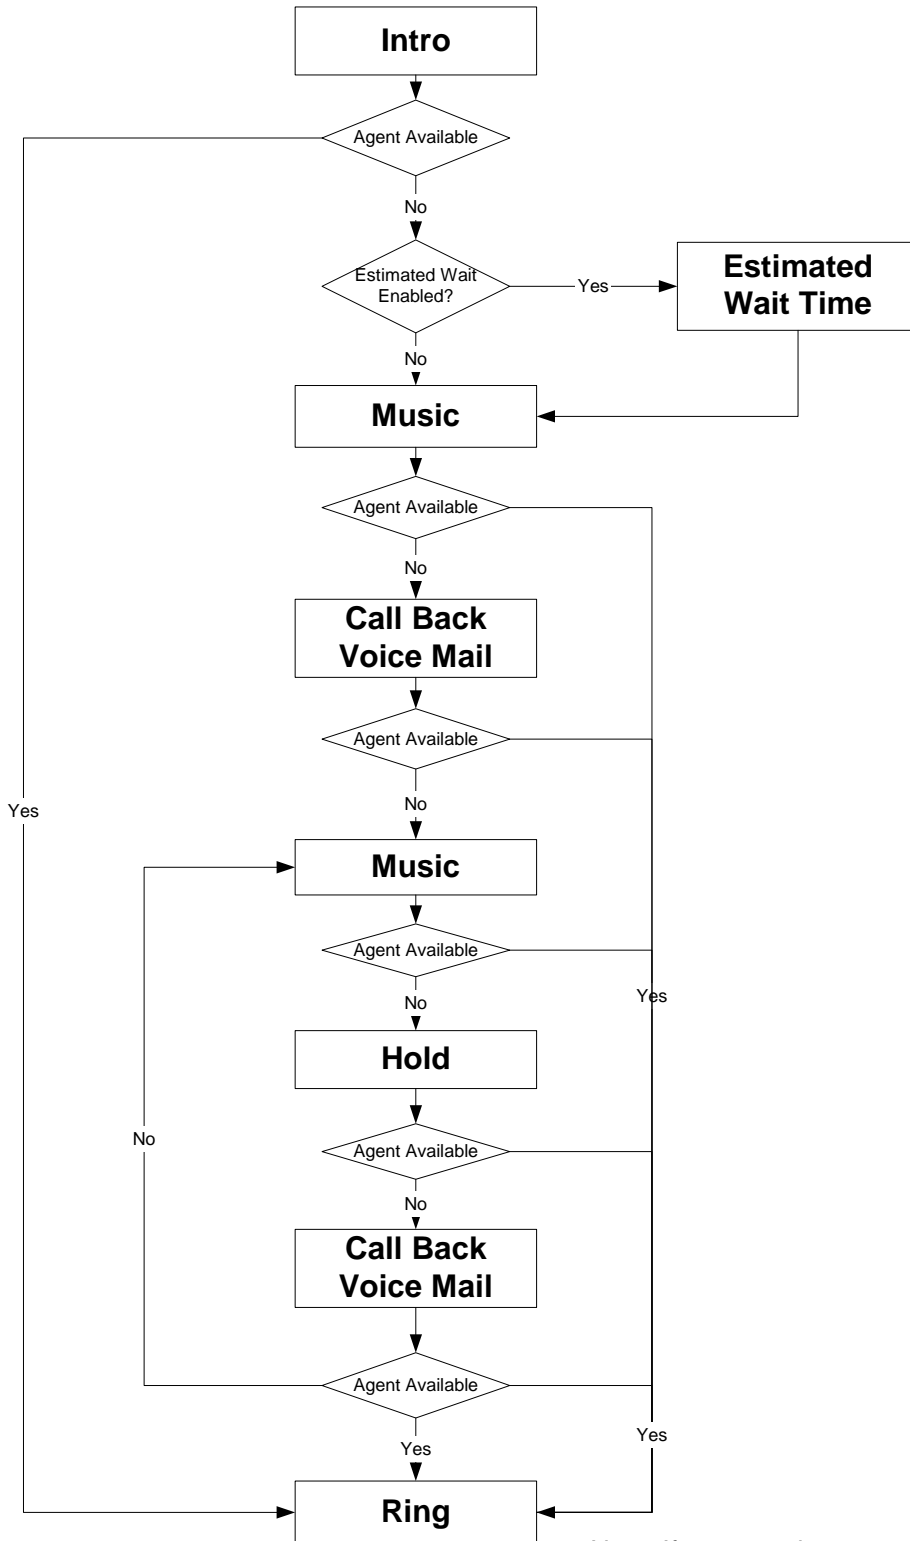 Intro
Agent Available
No
Estimated Wait
Enabled?
Yes
Estimated
Wait Time
No
Music
Agent Available
No
Call Back
Voice Mail
Agent Available
No
Yes
Music
Agent Available
Yes
No
Hold
No
Agent Available
No
Call Back
Voice Mail
Agent Available
Yes
Yes
Ring